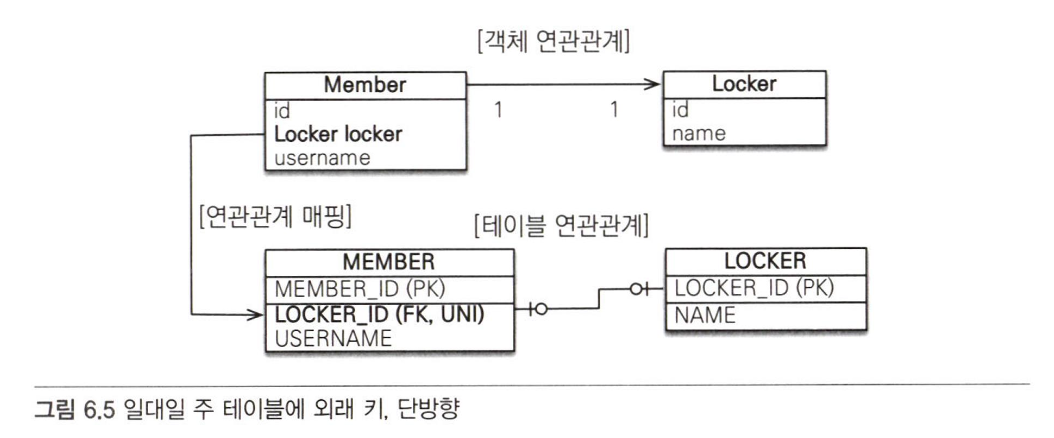 [객체 연관관계]
Member
id
Locker locker
username
1
1
Locker
id
name
[연관관계 매핑]
[테이블 연관관계]
MEMBER
MEMBER_ID (PK)
LOCKER_ID (FK, UNI)
USERNAME
LOCKER
LOCKER_ID (PK)
NAME
그림 6.5 일대일 주 테이블에 외래 키, 단방향